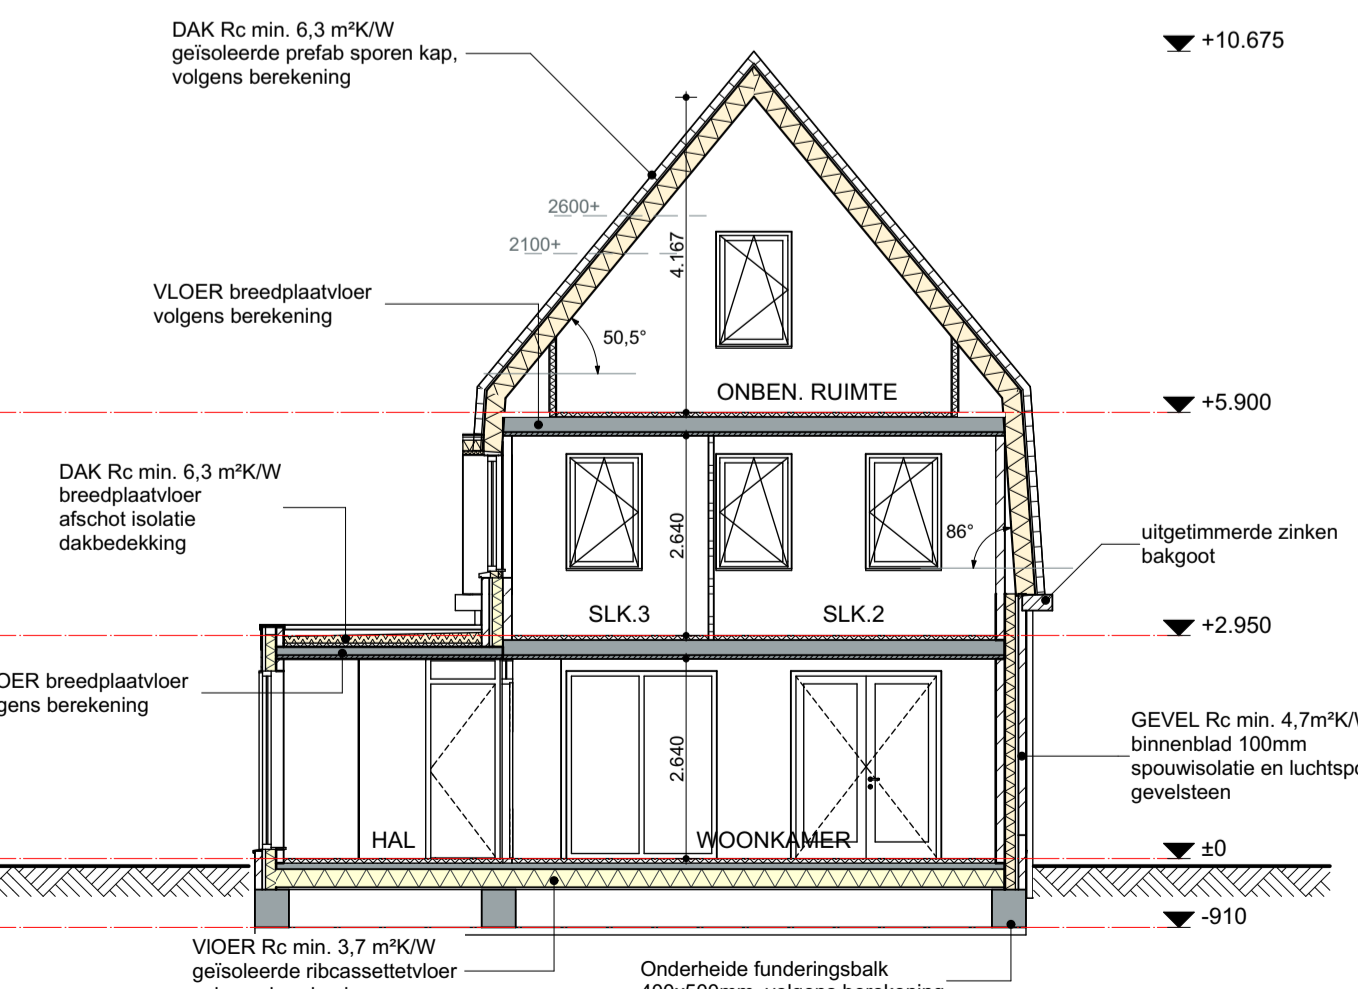 DAK Rc min. 6,3 m²K/W
geïsoleerde prefab sporen kap,
volgens berekening
+10.675
2600+
2100+
4.167
VLOER breedplaatvloer
volgens berekening
50,5°
ONBEN. RUIMTE
+5.900
DAK Rc min. 6,3 m²K/W
breedplaatvloer
afschot isolatie
dakbedekking
2.640
86°
uitgetimmerde zinken
bakgoot
SLK.3
SLK.2
+2.950
OER breedplaatvloer
gens berekening
2.640
GEVEL Rc min. 4,7m²K/
binnenblad 100mm
spouwisolatie en luchtsp
gevelsteen
HAL
WOONKAMER
±0
-910
VlOER Rc min. 3,7 m²K/W
geïsoleerde ribcassettetvloer
Onderheide funderingsbalk